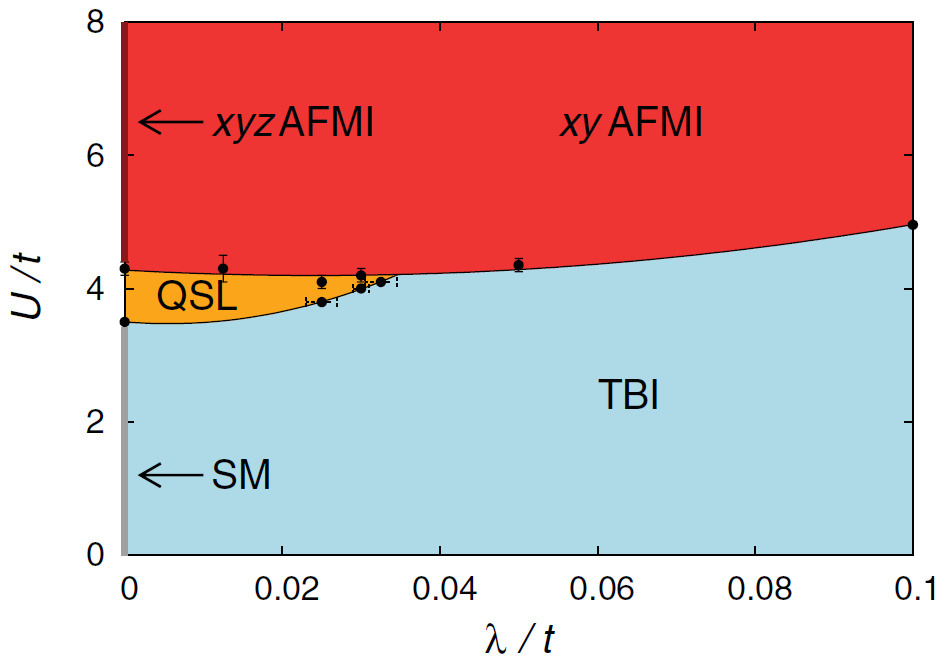 8
xyz AFMI
xy AFMI
6
U/t
4
QSL
TBI
2
SM
0
0
0.02
0.04
0.06
0.08
0.1
λ/t